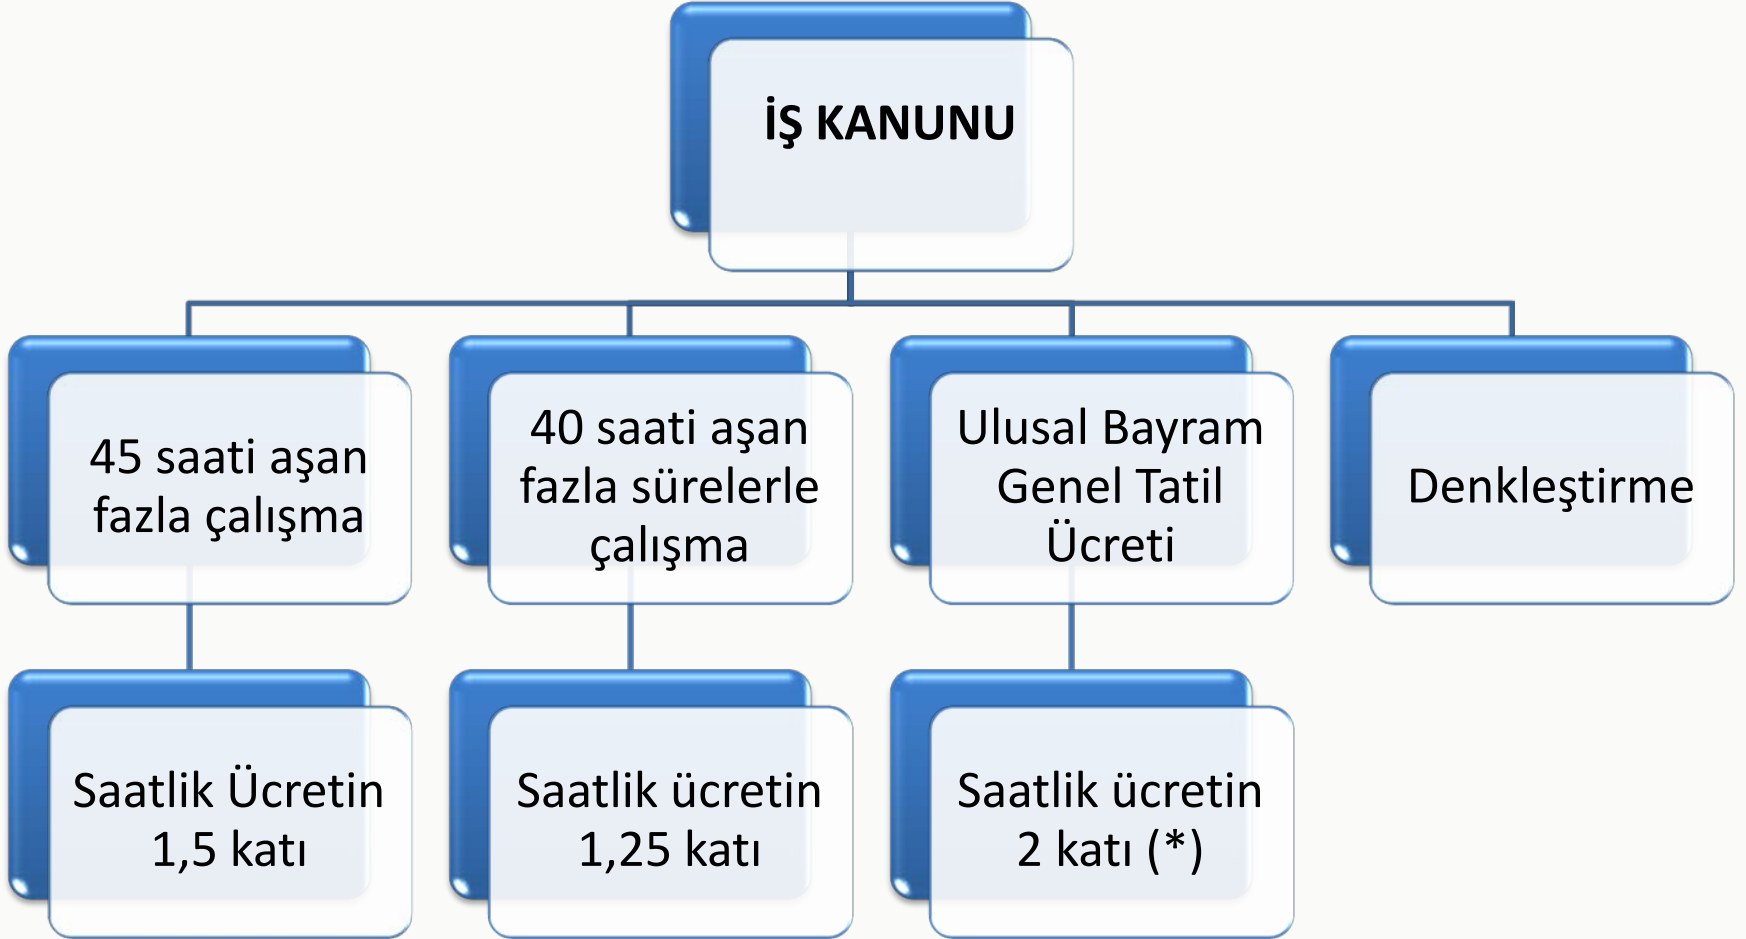 İŞ KANUNU
45 saati aşan
fazla çalışma
40 saati aşan
fazla sürelerle
çalışma
Ulusal Bayram
Genel Tatil
Ücreti
Denkleştirme
Saatlik Ücretin
1,5 katı
Saatlik ücretin
1,25 katı
Saatlik ücretin
2 katı (*)